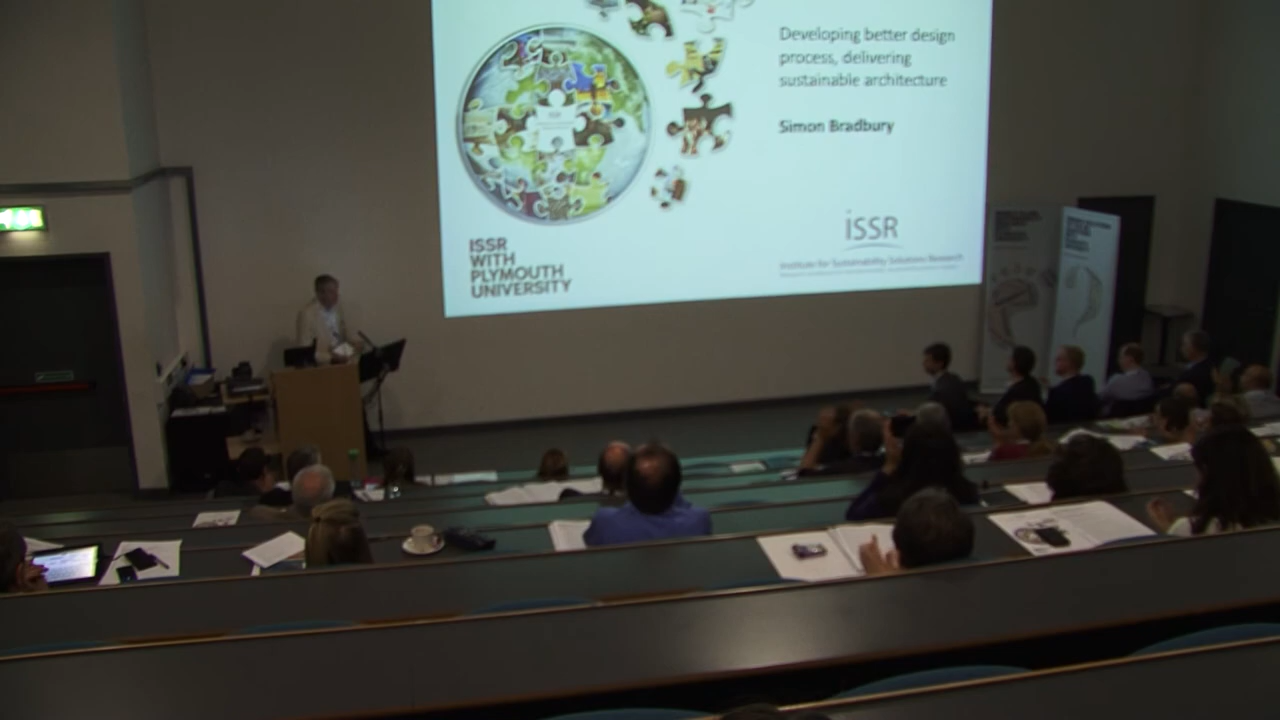 Developing better design
process, delivering
sustainable architecture
Simon Bradbury
ISSR
WITH
PLYMOUTH
UNIVERSITY
iSSR
Institute for Sustainability Solutions Research